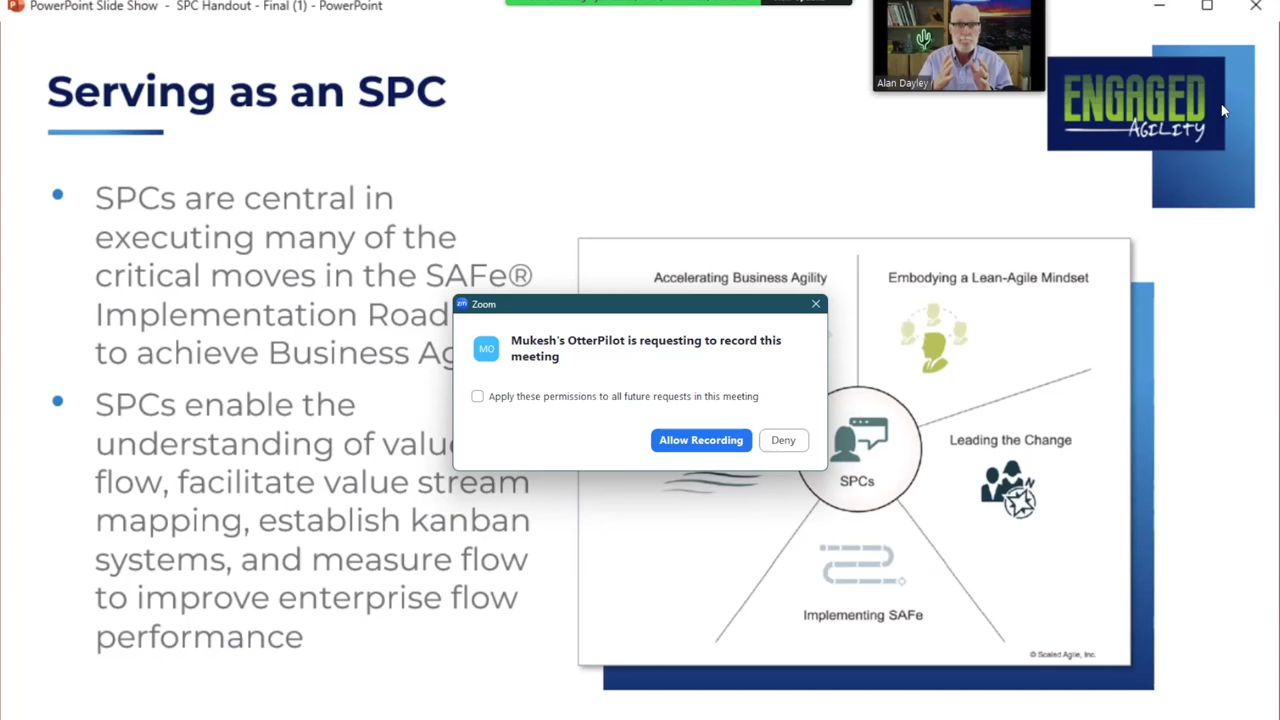 PowerPoint Slide Show - SPC Handout - Final (1) - PowerPoint
Alan Dayley
ENGAGED
AGILITY
Serving as an SPC
SPCs are central in
executing many of the
critical moves in the SAFe®
Implementation Road
to achieve Business Ag
SPCs enable the
understanding of value
flow, facilitate value stream
mapping, establish kanban
systems, and measure flow
to improve enterprise flow
performance
Accelerating Business Agility
Embodying a Lean-Agile Mindset
Leading the Change
SPCs
Implementing SAFe
© Scaled Agile, Inc.
zm Zoom
MO
Mukesh's OtterPilot is requesting to record this
meeting
Apply these permissions to all future requests in this meeting
Allow Recording
Deny